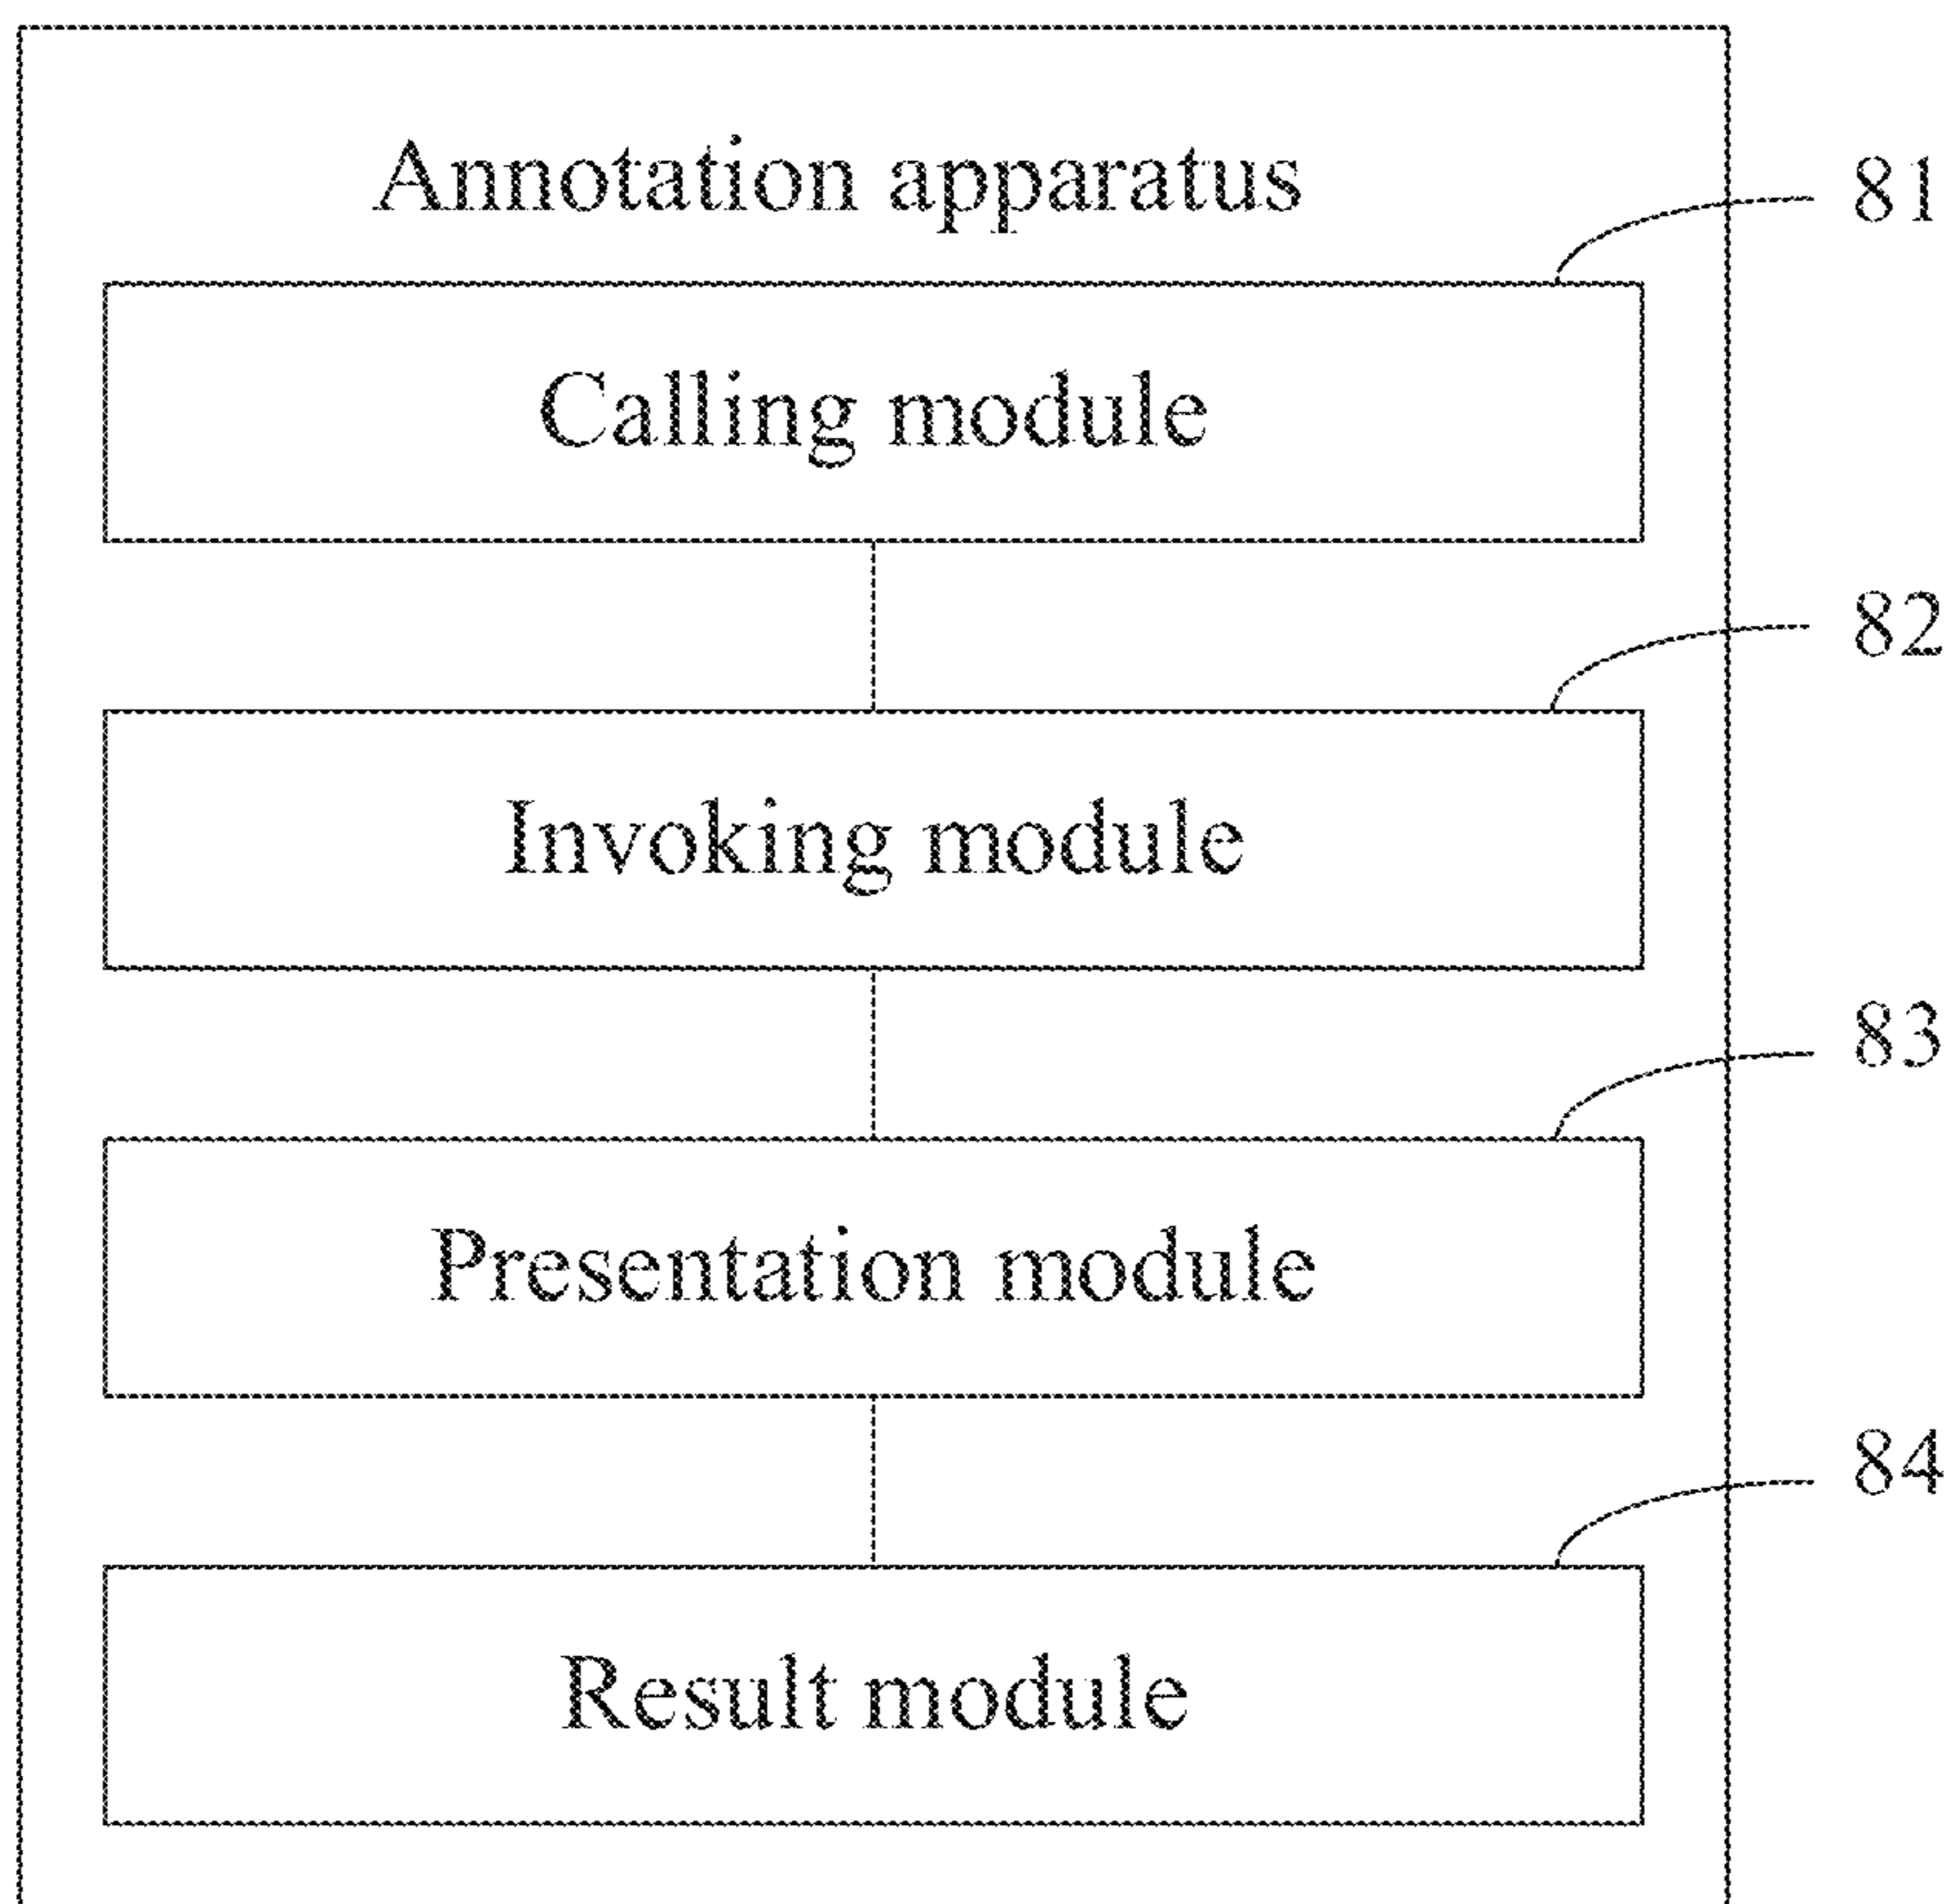 Annotation apparatus
81
Calling module
82
Invoking module
83
Presentation module
84
Result module